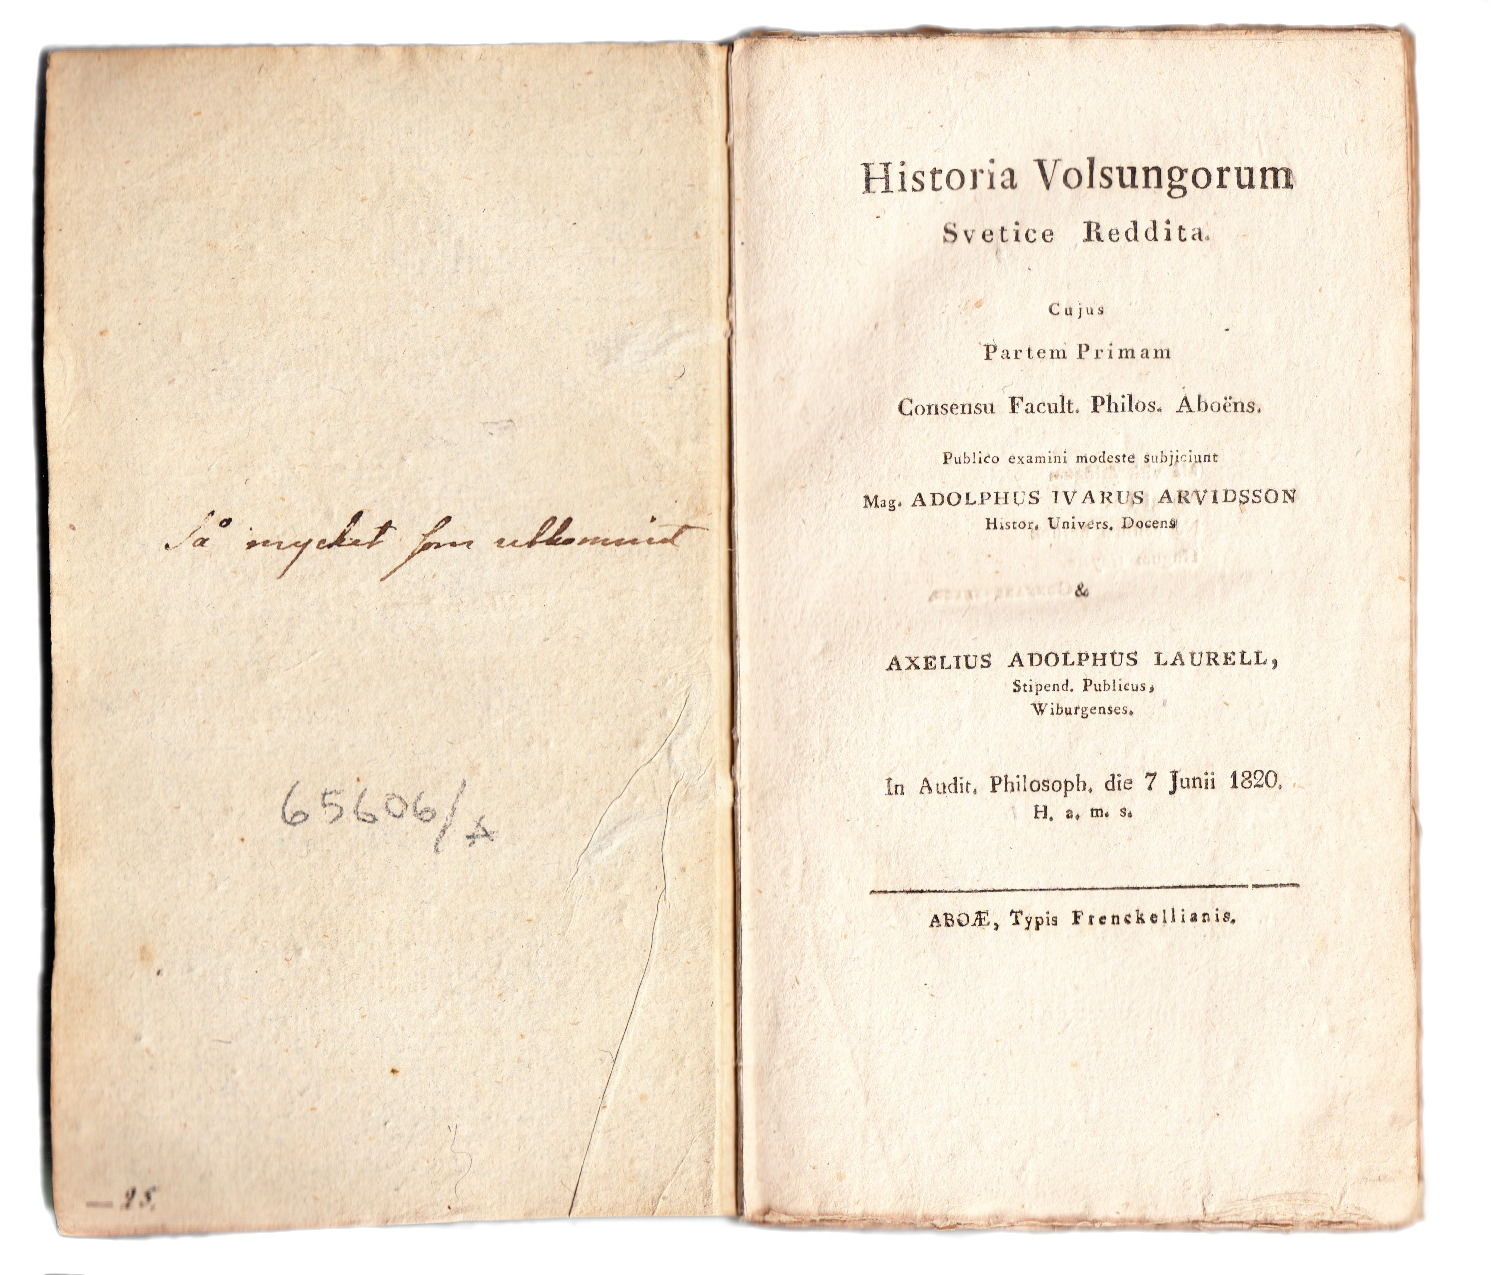 Så mycket som utkommit
65606/A
— 25.
Historia Volsungorum
Svetice Reddita.
Cujus
Partem Primam
Consensu Facult. Philos. Aboëns.
Publico examini modeste subjiciunt
Mag. ADOLPHUS IVARUS ARVIDSSON
Histor. Univers. Docens
&
AXELIUS ADOLPHUS LAURELL,
Stipend. Publicus,
Wiburgenses.
In Audit. Philosoph. die 7 Junii 1820.
H. a. m. s.
ABOÆ, Typis Frenckellianis.